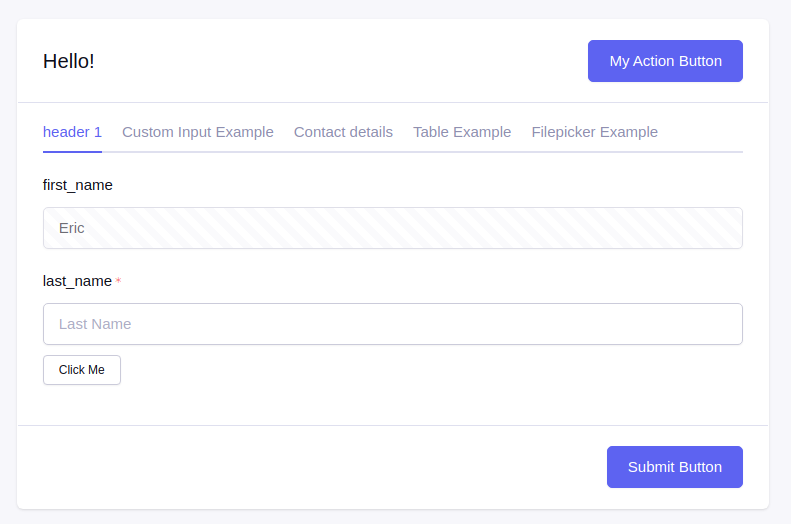 Hello!
My Action Button
header 1 Custom Input Example Contact details Table Example Filepicker Example
first_name
Eric
last_name *
Last Name
Click Me
Submit Button